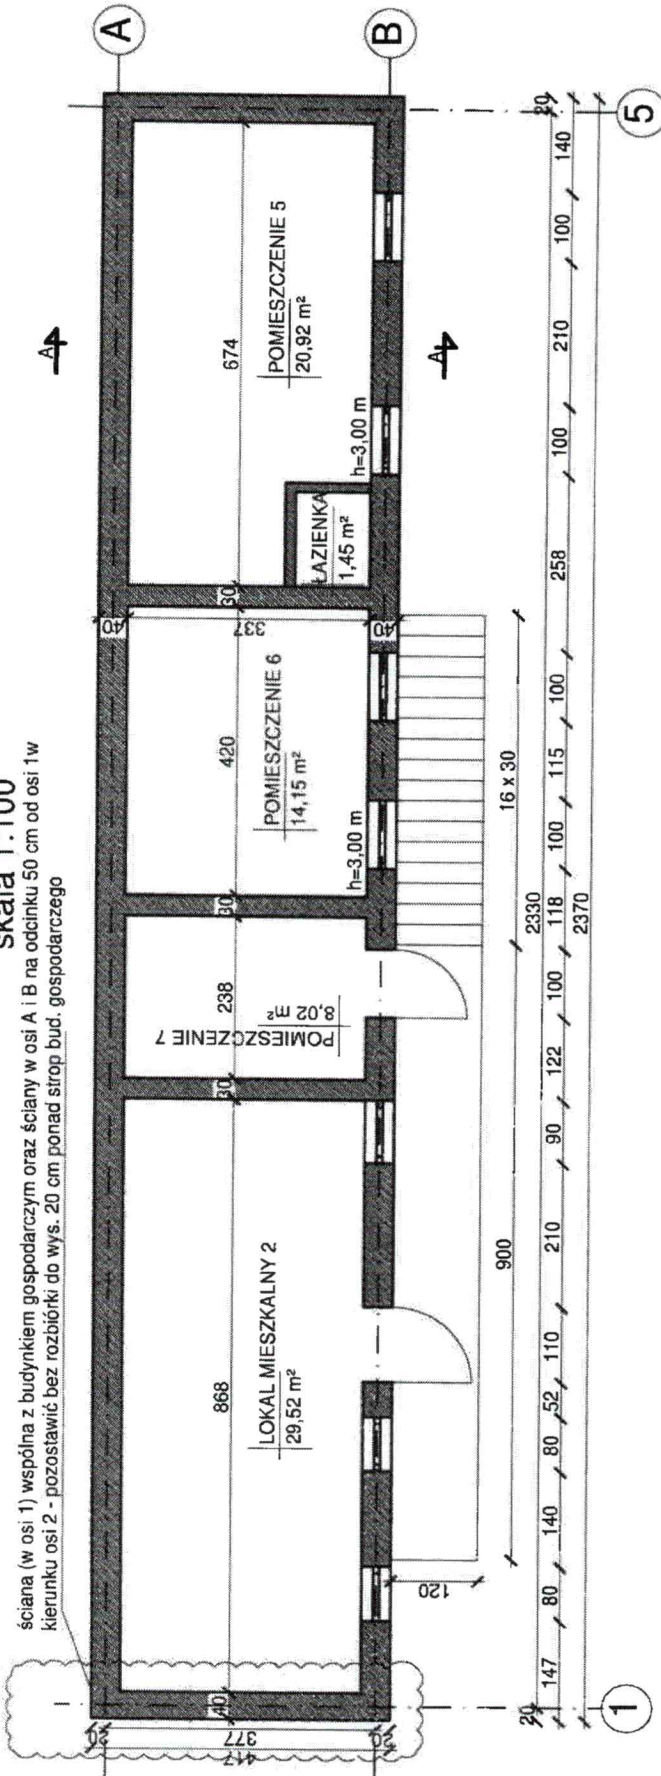 skala 1:100
ściana (w osi 1) wspólna z budynkiem gospodarczym oraz ściany w osi A i B na odcinku 50 cm od osi 1w
kierunku osi 2 - pozostawić bez rozbiórki do wys. 20 cm ponad strop bud. gospodarczego
A
B
A
A
40
868
30
238
30
420
30
674
LOKAL MIESZKALNY 2
29,52 m²
POMIESZCZENIE 7
8,02 m²
POMIESZCZENIE 6
14,15 m²
h=3,00 m
POMIESZCZENIE 5
20,92 m²
ŁAZIENKA
1,45 m²
h=3,00 m
40
337
40
20
377
20
417
120
900
16 x 30
2330
20
147
80
140
80
52
110
210
90
122
100
118
100
115
100
258
100
210
100
140
20
2370
1
5